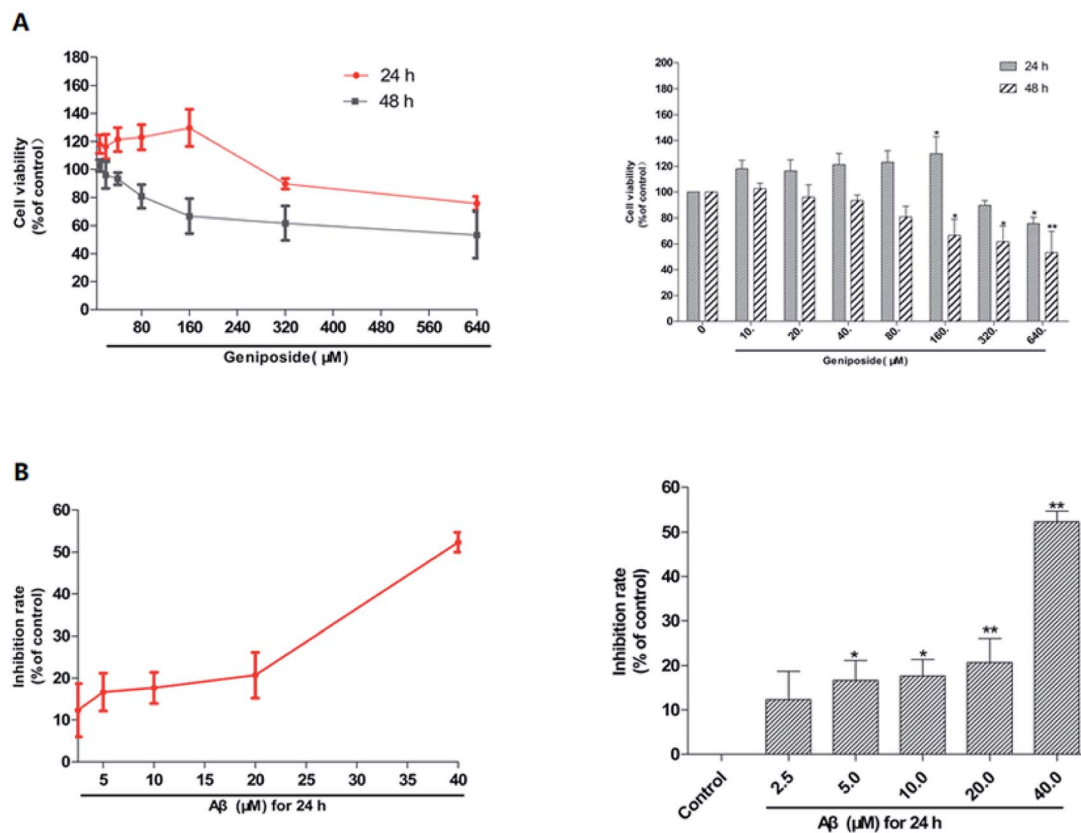 A
180
160
140
120
100
80
60
40
20
0
Cell viability
(%of control)
24 h
48 h
80 160 240 320 400 480 560 640
Geniposide( μM)
200
180
160
140
120
100
80
60
40
20
0
Cell viability
(% of control)
24 h
48 h
*
*
*
*
**
0 10. 20. 40. 80. 160. 320. 640.
Geniposide( μM)
B
60
50
40
30
20
10
0
Inhibition rate
(%of control)
5 10 15 20 25 30 35 40
Aβ (μM) for 24 h
60
50
40
30
20
10
0
Inhibition rate
(% of control)
*
*
**
**
Control 2.5 5.0 10.0 20.0 40.0
Aβ (μM) for 24 h